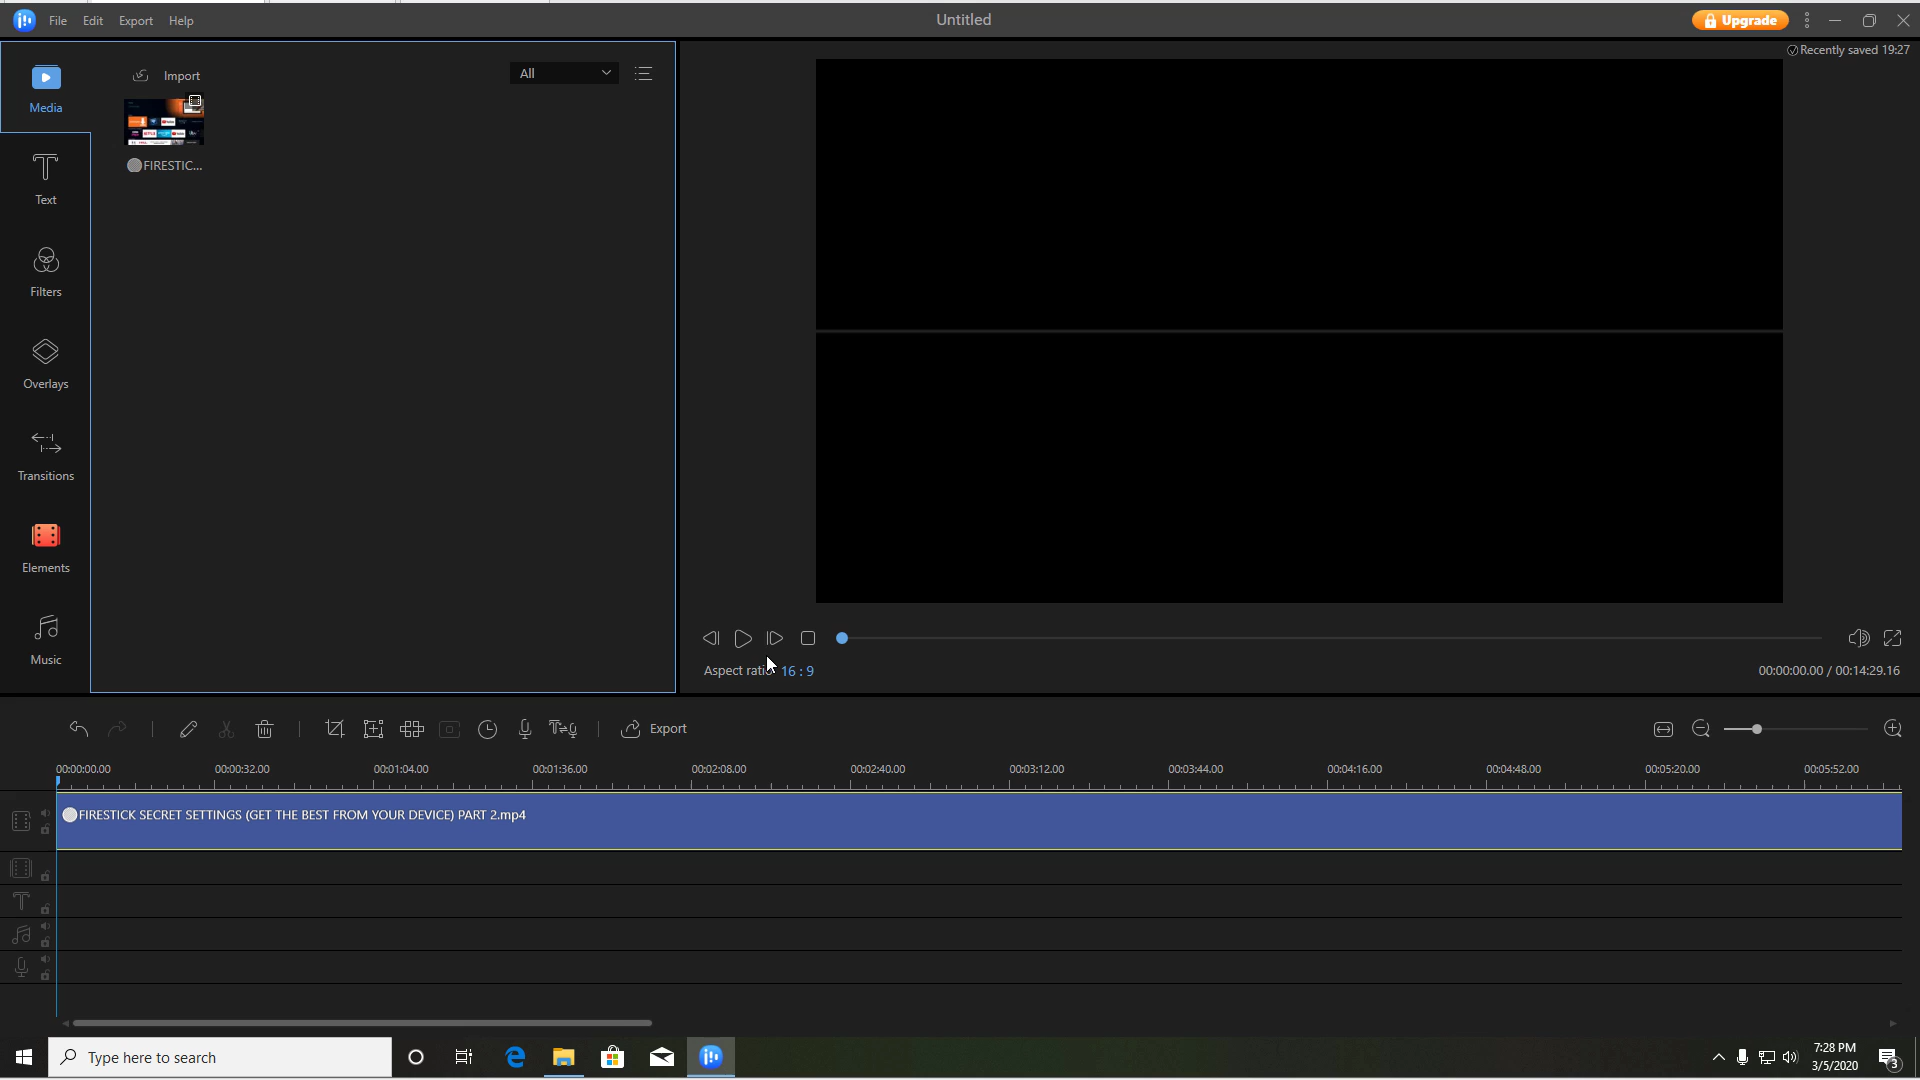 File Edit Export Help
Untitled
Upgrade
Recently saved 19:27
Media
Import
All
FIRESTIC...
Text
Filters
Overlays
Transitions
Elements
Music
Aspect rati 16 : 9
00:00:00.00 / 00:14:29.16
Export
00:00:00.00 00:00:32.00 00:01:04.00 00:01:36.00 00:02:08.00 00:02:40.00 00:03:12.00 00:03:44.00 00:04:16.00 00:04:48.00 00:05:20.00 00:05:52.00
FIRESTICK SECRET SETTINGS (GET THE BEST FROM YOUR DEVICE) PART 2.mp4
Type here to search
7:28 PM
3/5/2020
3